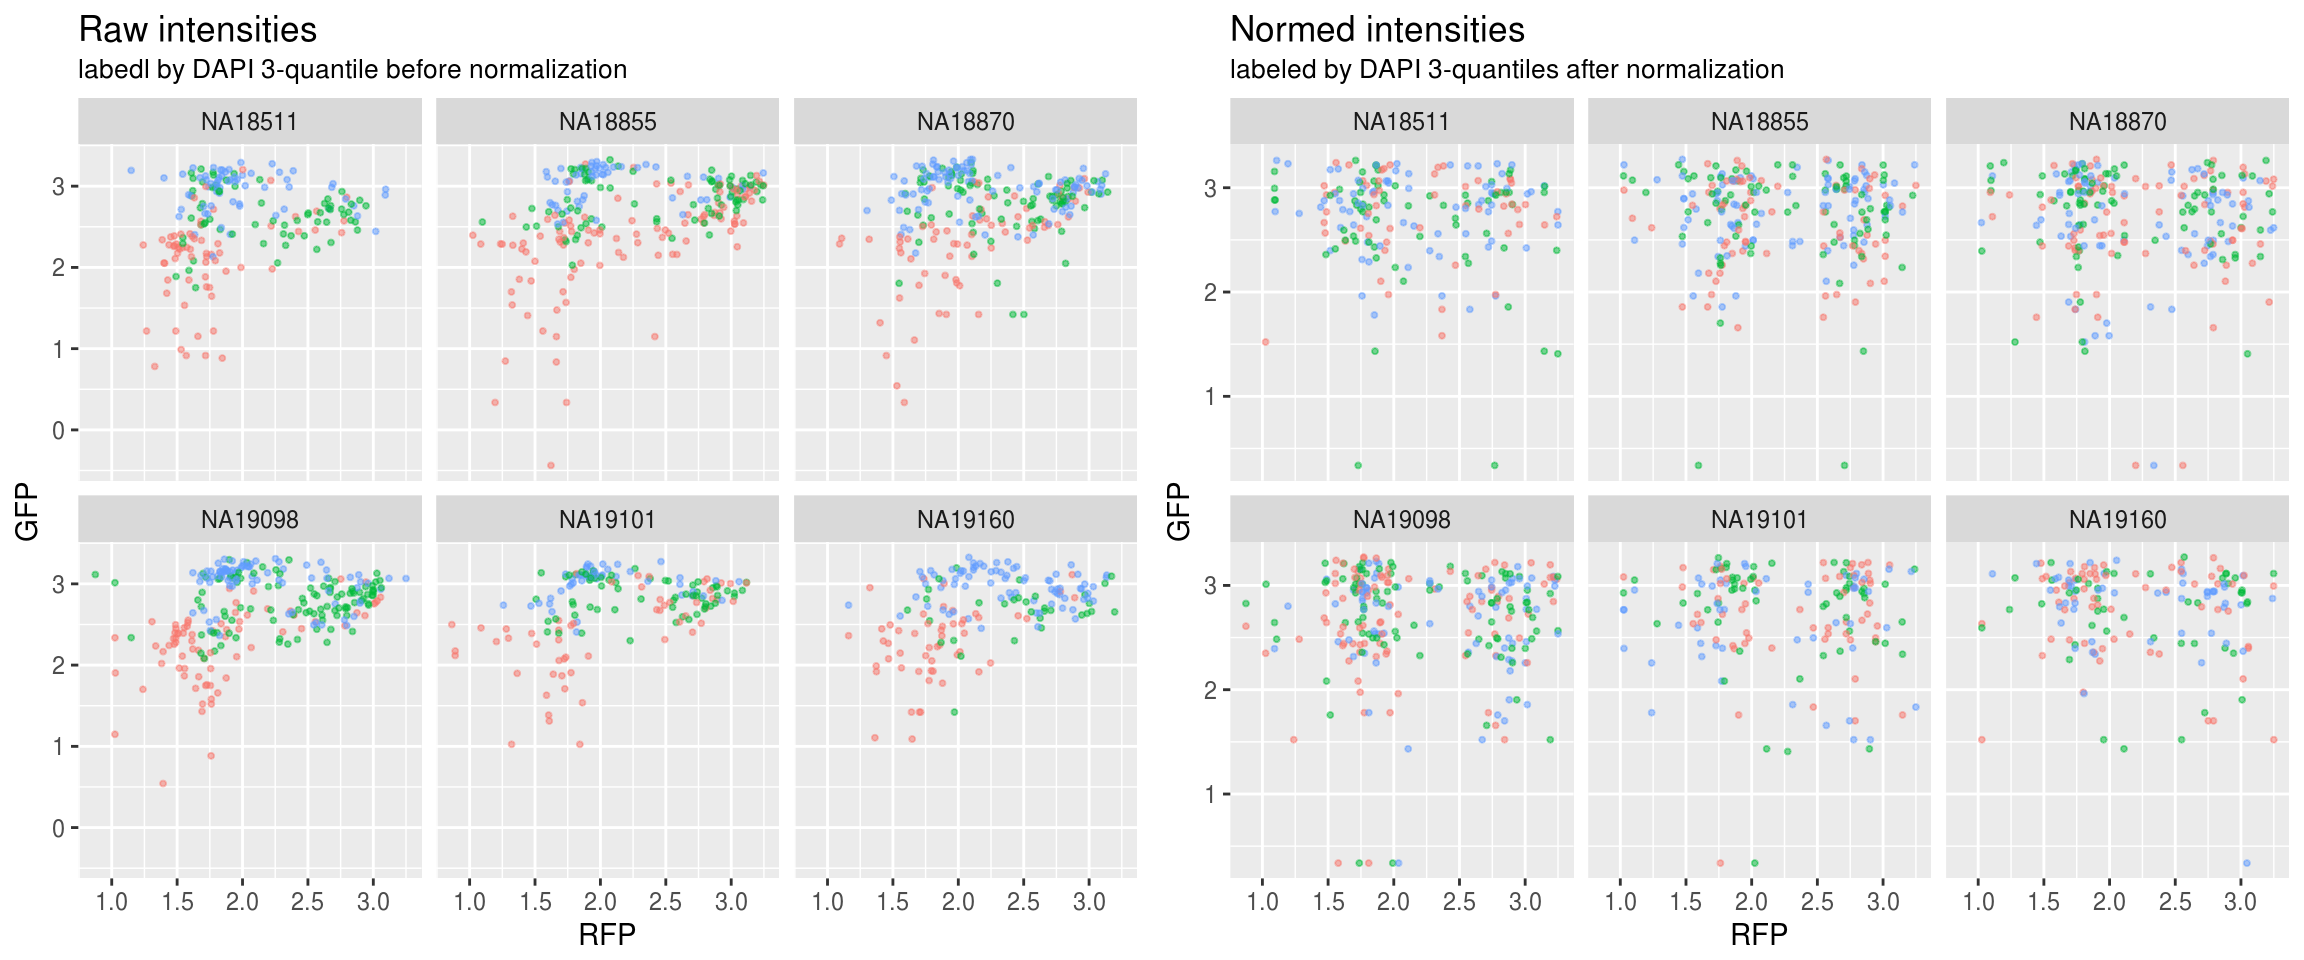 Raw intensities
labedl by DAPI 3-quantile before normalization
NA18511 NA18855 NA18870
3
2
1
0
NA19098 NA19101 NA19160
3
2
1
0
1.0 1.5 2.0 2.5 3.0 1.0 1.5 2.0 2.5 3.0 1.0 1.5 2.0 2.5 3.0
GFP
RFP
Normed intensities
labeled by DAPI 3-quantiles after normalization
NA18511 NA18855 NA18870
3
2
1
NA19098 NA19101 NA19160
3
2
1
1.0 1.5 2.0 2.5 3.0 1.0 1.5 2.0 2.5 3.0 1.0 1.5 2.0 2.5 3.0
GFP
RFP